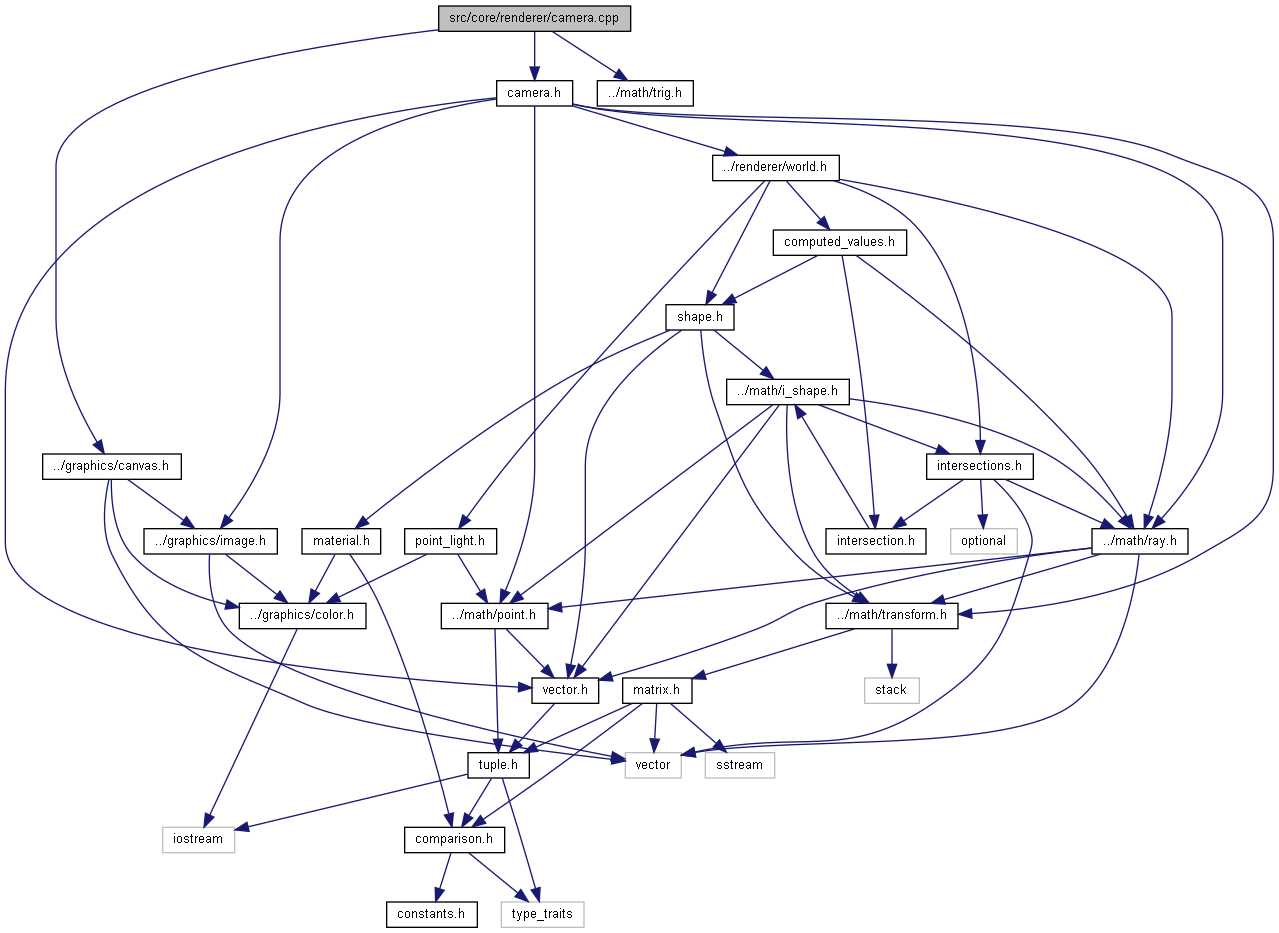 src/core/renderer/camera.cpp
camera.h
../math/trig.h
../renderer/world.h
computed_values.h
shape.h
../math/i_shape.h
../graphics/canvas.h
intersections.h
../graphics/image.h
material.h
point_light.h
intersection.h
optional
../math/ray.h
../graphics/color.h
../math/point.h
../math/transform.h
vector.h
matrix.h
stack
tuple.h
vector
sstream
iostream
comparison.h
constants.h
type_traits